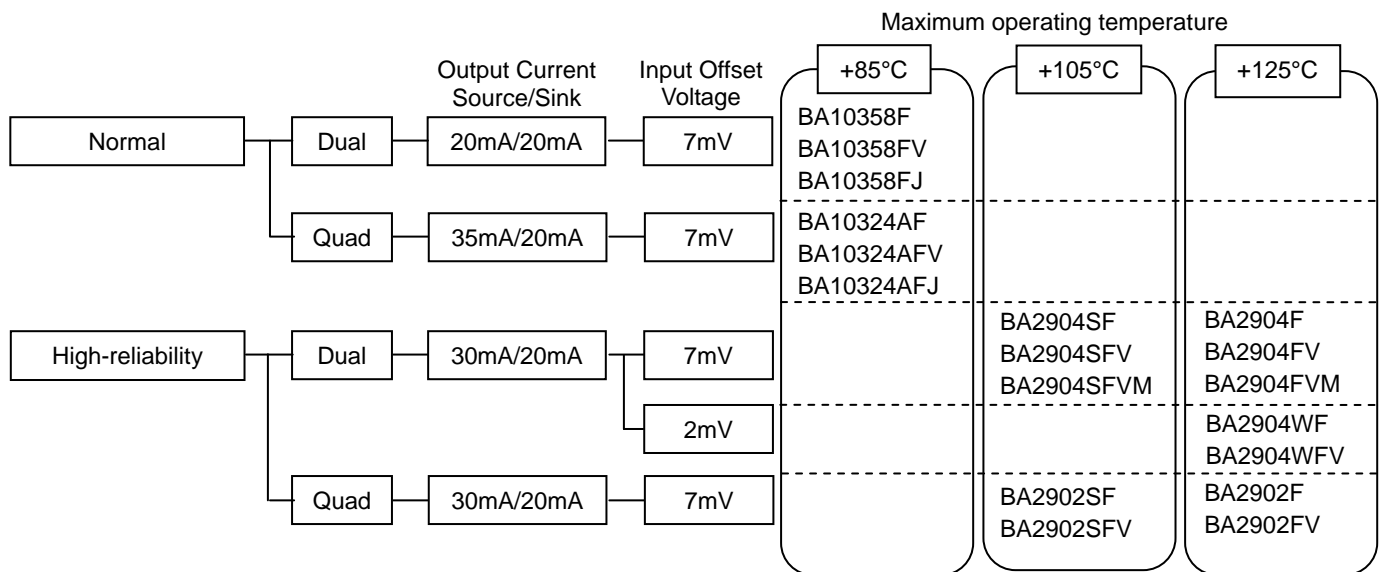 Maximum operating temperature
Output Current
Source/Sink
Input Offset
Voltage
+85°C
+105°C
+125°C
Normal
Dual
20mA/20mA
7mV
BA10358F
BA10358FV
BA10358FJ
Quad
35mA/20mA
7mV
BA10324AF
BA10324AFV
BA10324AFJ
High-reliability
Dual
30mA/20mA
7mV
BA2904SF
BA2904SFV
BA2904SFVM
BA2904F
BA2904FV
BA2904FVM
2mV
BA2904WF
BA2904WFV
Quad
30mA/20mA
7mV
BA2902SF
BA2902SFV
BA2902F
BA2902FV